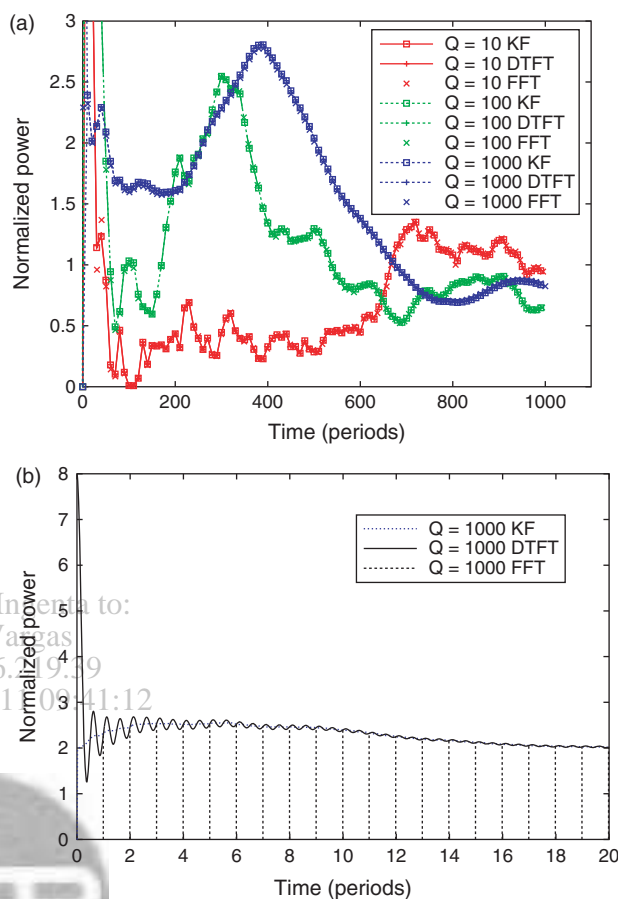 (a)
3
2.5
2
1.5
1
0.5
0
Normalized power
Q = 10 KF
Q = 10 DTFT
Q = 10 FFT
Q = 100 KF
Q = 100 DTFT
Q = 100 FFT
Q = 1000 KF
Q = 1000 DTFT
Q = 1000 FFT
0 200 400 600 800 1000
Time (periods)
(b)
8
7
6
5
4
3
2
1
0
Normalized power
Q = 1000 KF
Q = 1000 DTFT
Q = 1000 FFT
to:
41:12
0 2 4 6 8 10 12 14 16 18 20
Time (periods)